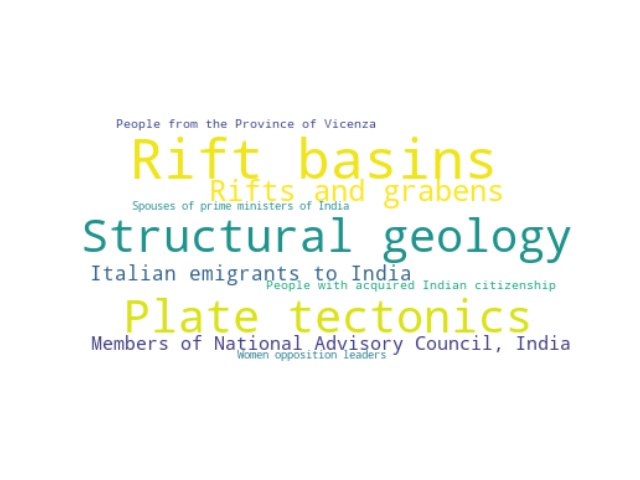 People from the Province of Vicenza
Rift basins
Rifts and grabens
Spouses of prime ministers of India
Structural geology
Italian emigrants to India
People with acquired Indian citizenship
Plate tectonics
Members of National Advisory Council, India
Women opposition leaders